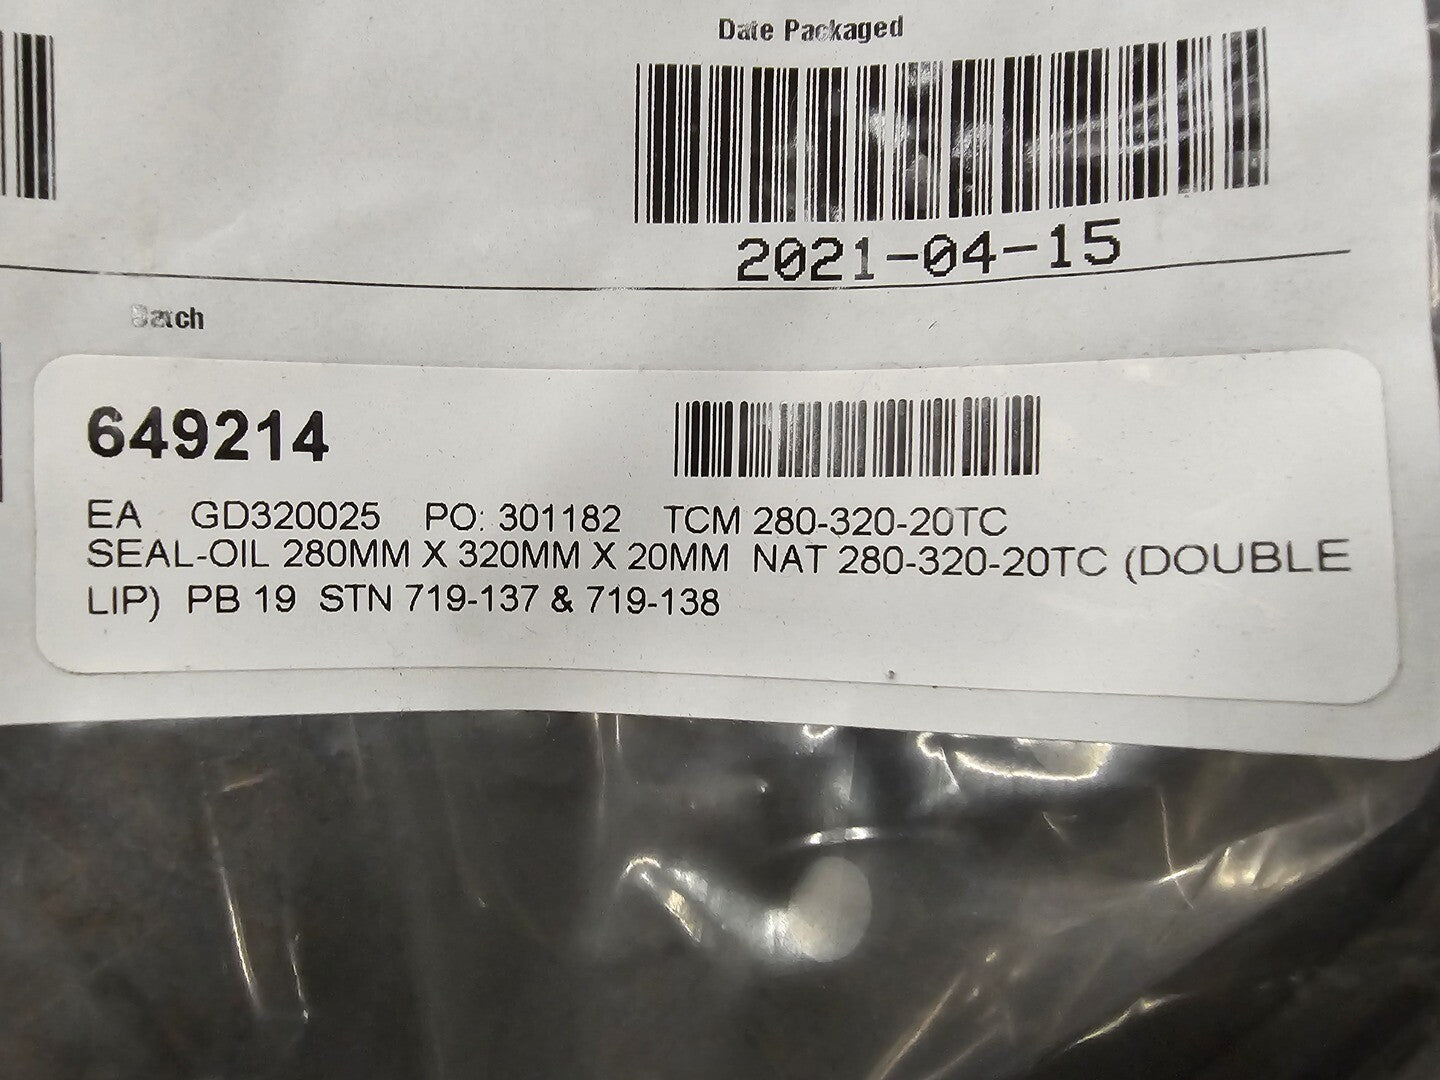 Date Packaged
2021-04-15
Batch
649214
EA GD320025 PO: 301182 TCM 280-320-20TC
SEAL-OIL 280MM X 320MM X 20MM NAT 280-320-20TC (DOUBLE
LIP) PB 19 STN 719-137 & 719-138